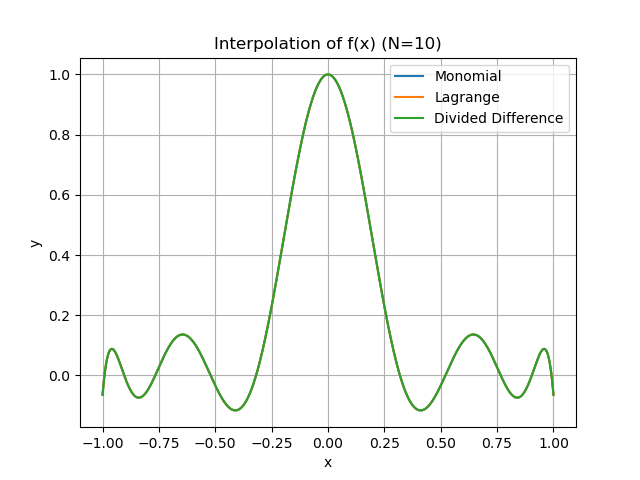 Interpolation of f(x) (N=10)
Monomial
Lagrange
Divided Difference
1.0
0.8
0.6
0.4
0.2
0.0
y
−1.00 −0.75 −0.50 −0.25 0.00 0.25 0.50 0.75 1.00
x